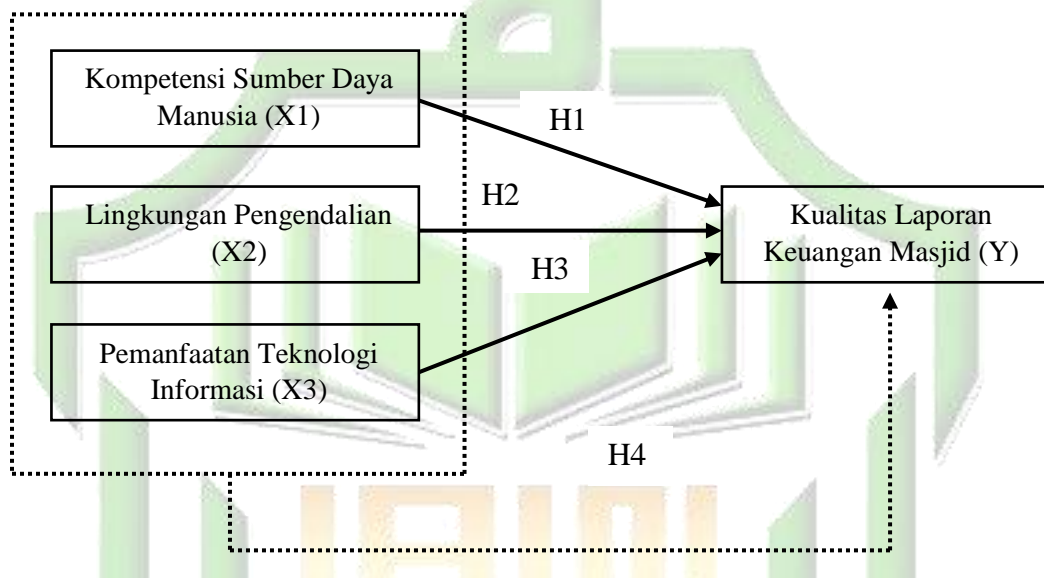 Kompetensi Sumber Daya
Manusia (X1)
H1
H2
Lingkungan Pengendalian
(X2)
Kualitas Laporan
Keuangan Masjid (Y)
H3
Pemanfaatan Teknologi
Informasi (X3)
H4